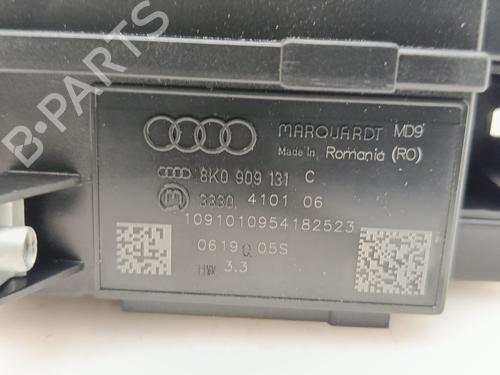 B-PARTS
MARQUARDT MD9
Made in Romania (RO)
8K0 909 131 C
M 3330. 4101 06
1091010954182523
0619 Q 05S
HW 3.3